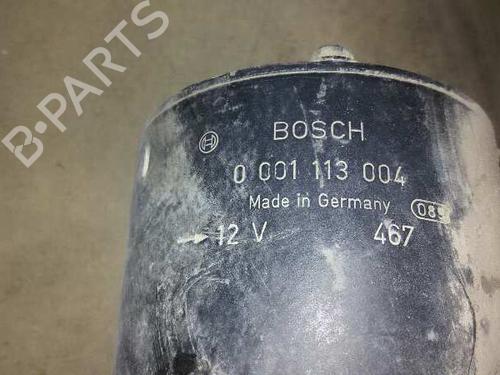 B-PARTS
BOSCH
0 001 113 004
Made in Germany
12 V 467